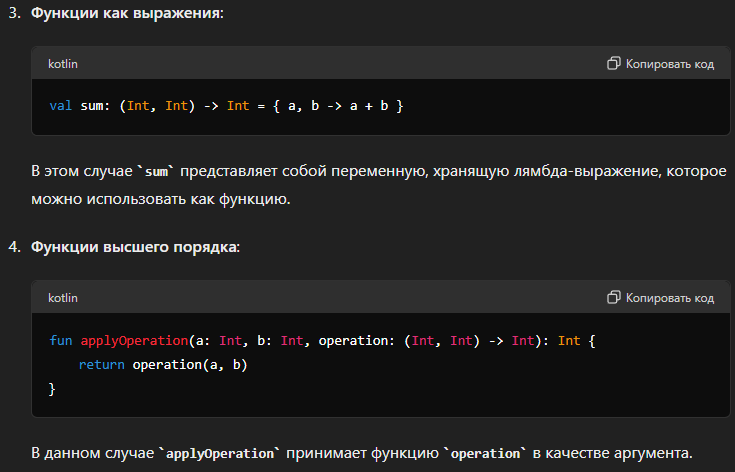 3. Функции как выражения:
kotlin Копировать код
val sum: (Int, Int) -> Int = { a, b -> a + b }
В этом случае `sum` представляет собой переменную, хранящую лямбда-выражение, которое
можно использовать как функцию.
4. Функции высшего порядка:
kotlin Копировать код
fun applyOperation(a: Int, b: Int, operation: (Int, Int) -> Int): Int {
    return operation(a, b)
}
В данном случае `applyOperation` принимает функцию `operation` в качестве аргумента.